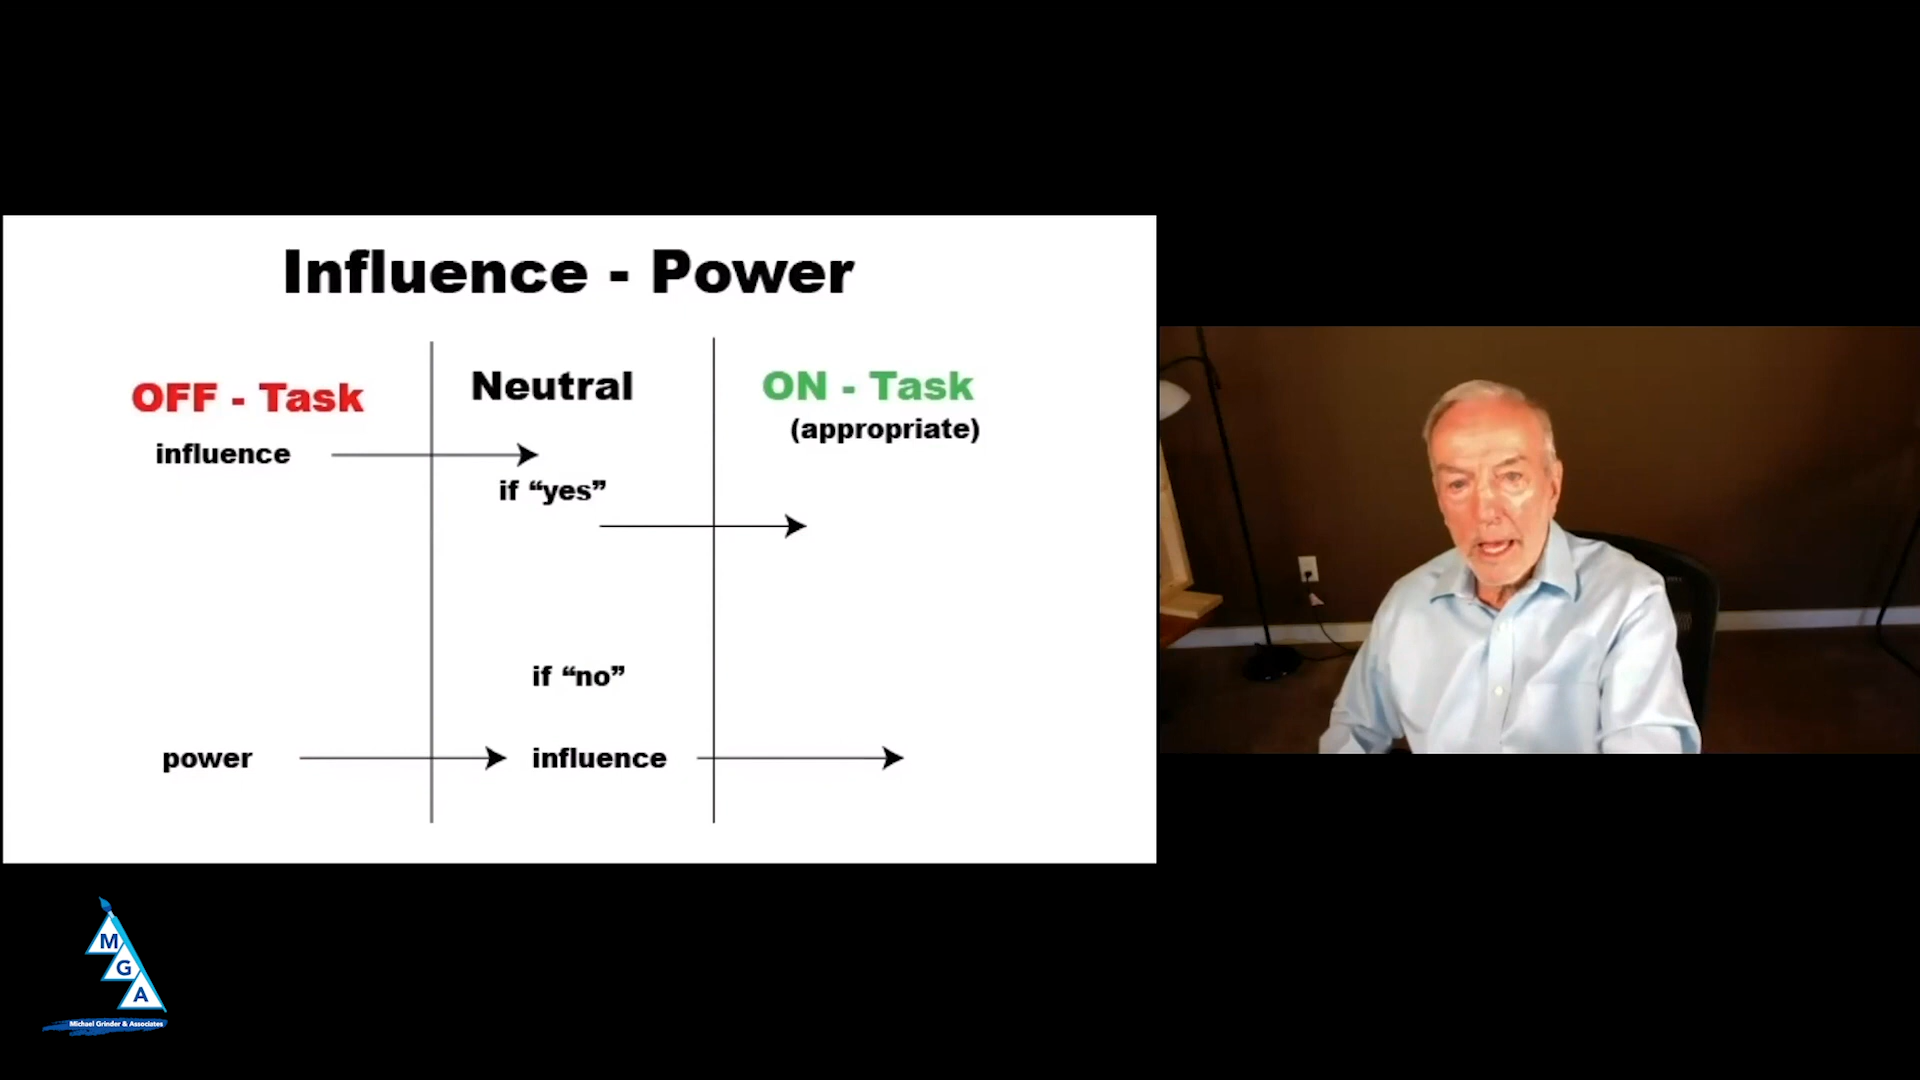 Influence - Power
OFF - Task
Neutral
ON - Task
(appropriate)
influence
if “yes”
if “no”
power
influence
M
G
A
Michael Grinder & Associates